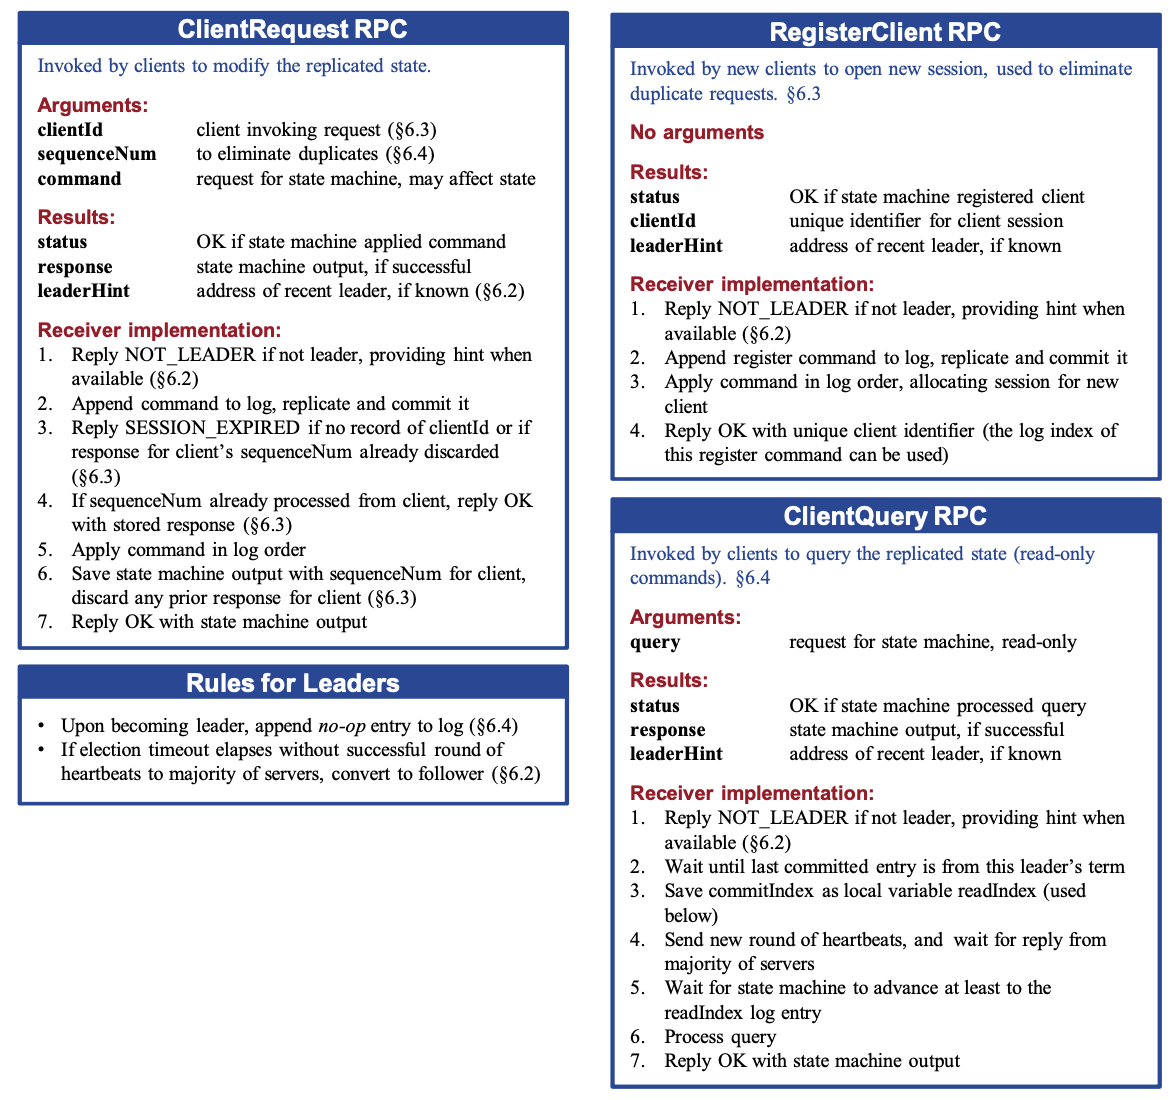 ClientRequest RPC
Invoked by clients to modify the replicated state.
Arguments:
clientId client invoking request (§6.3)
sequenceNum to eliminate duplicates (§6.4)
command request for state machine, may affect state
Results:
status OK if state machine applied command
response state machine output, if successful
leaderHint address of recent leader, if known (§6.2)
Receiver implementation:
1. Reply NOT_LEADER if not leader, providing hint when
available (§6.2)
2. Append command to log, replicate and commit it
3. Reply SESSION_EXPIRED if no record of clientId or if
response for client's sequenceNum already discarded
(§6.3)
4. If sequenceNum already processed from client, reply OK
with stored response (§6.3)
5. Apply command in log order
6. Save state machine output with sequenceNum for client,
discard any prior response for client (§6.3)
7. Reply OK with state machine output
Rules for Leaders
• Upon becoming leader, append no-op entry to log (§6.4)
• If election timeout elapses without successful round of
heartbeats to majority of servers, convert to follower (§6.2)
RegisterClient RPC
Invoked by new clients to open new session, used to eliminate
duplicate requests. §6.3
No arguments
Results:
status OK if state machine registered client
clientId unique identifier for client session
leaderHint address of recent leader, if known
Receiver implementation:
1. Reply NOT_LEADER if not leader, providing hint when
available (§6.2)
2. Append register command to log, replicate and commit it
3. Apply command in log order, allocating session for new
client
4. Reply OK with unique client identifier (the log index of
this register command can be used)
ClientQuery RPC
Invoked by clients to query the replicated state (read-only
commands). §6.4
Arguments:
query request for state machine, read-only
Results:
status OK if state machine processed query
response state machine output, if successful
leaderHint address of recent leader, if known
Receiver implementation:
1. Reply NOT_LEADER if not leader, providing hint when
available (§6.2)
2. Wait until last committed entry is from this leader's term
3. Save commitIndex as local variable readIndex (used
below)
4. Send new round of heartbeats, and wait for reply from
majority of servers
5. Wait for state machine to advance at least to the
readIndex log entry
6. Process query
7. Reply OK with state machine output